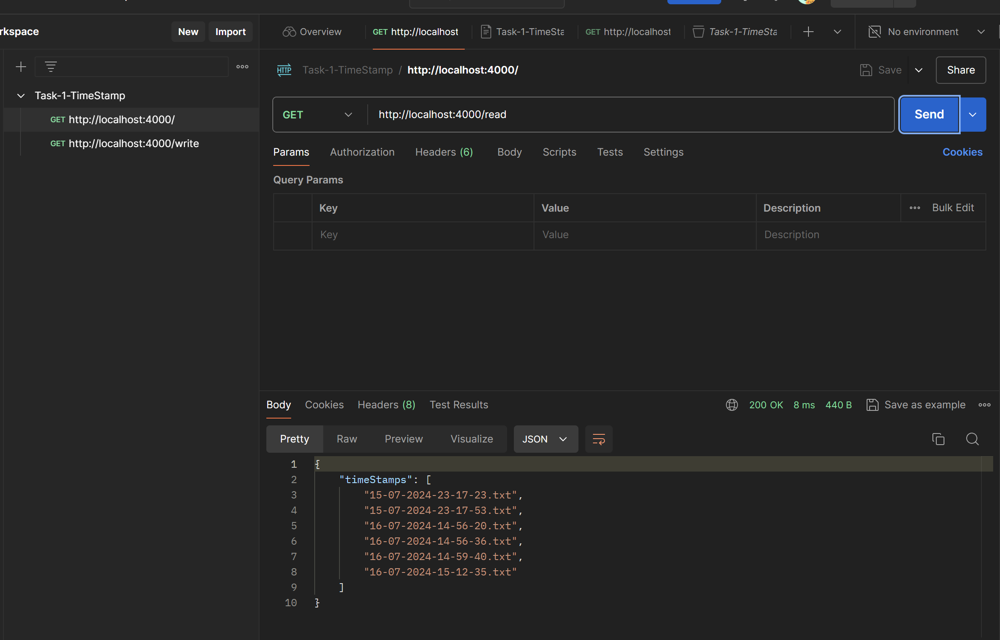 rkspace
New
Import
Overview
GET http://localhost
Task-1-TimeSta
GET http://localhost
Task-1-TimeSta
No environment
HTTP
Task-1-TimeStamp / http://localhost:4000/
Save
Share
Task-1-TimeStamp
GET http://localhost:4000/
GET http://localhost:4000/write
GET
http://localhost:4000/read
Send
Params
Authorization
Headers (6)
Body
Scripts
Tests
Settings
Cookies
Query Params
Key
Value
Description
Bulk Edit
Key
Value
Description
Body
Cookies
Headers (8)
Test Results
200 OK
8 ms
440 B
Save as example
Pretty
Raw
Preview
Visualize
JSON
1 {
2 "timeStamps": [
3 "15-07-2024-23-17-23.txt",
4 "15-07-2024-23-17-53.txt",
5 "16-07-2024-14-56-20.txt",
6 "16-07-2024-14-56-36.txt",
7 "16-07-2024-14-59-40.txt",
8 "16-07-2024-15-12-35.txt"
9 ]
10 }